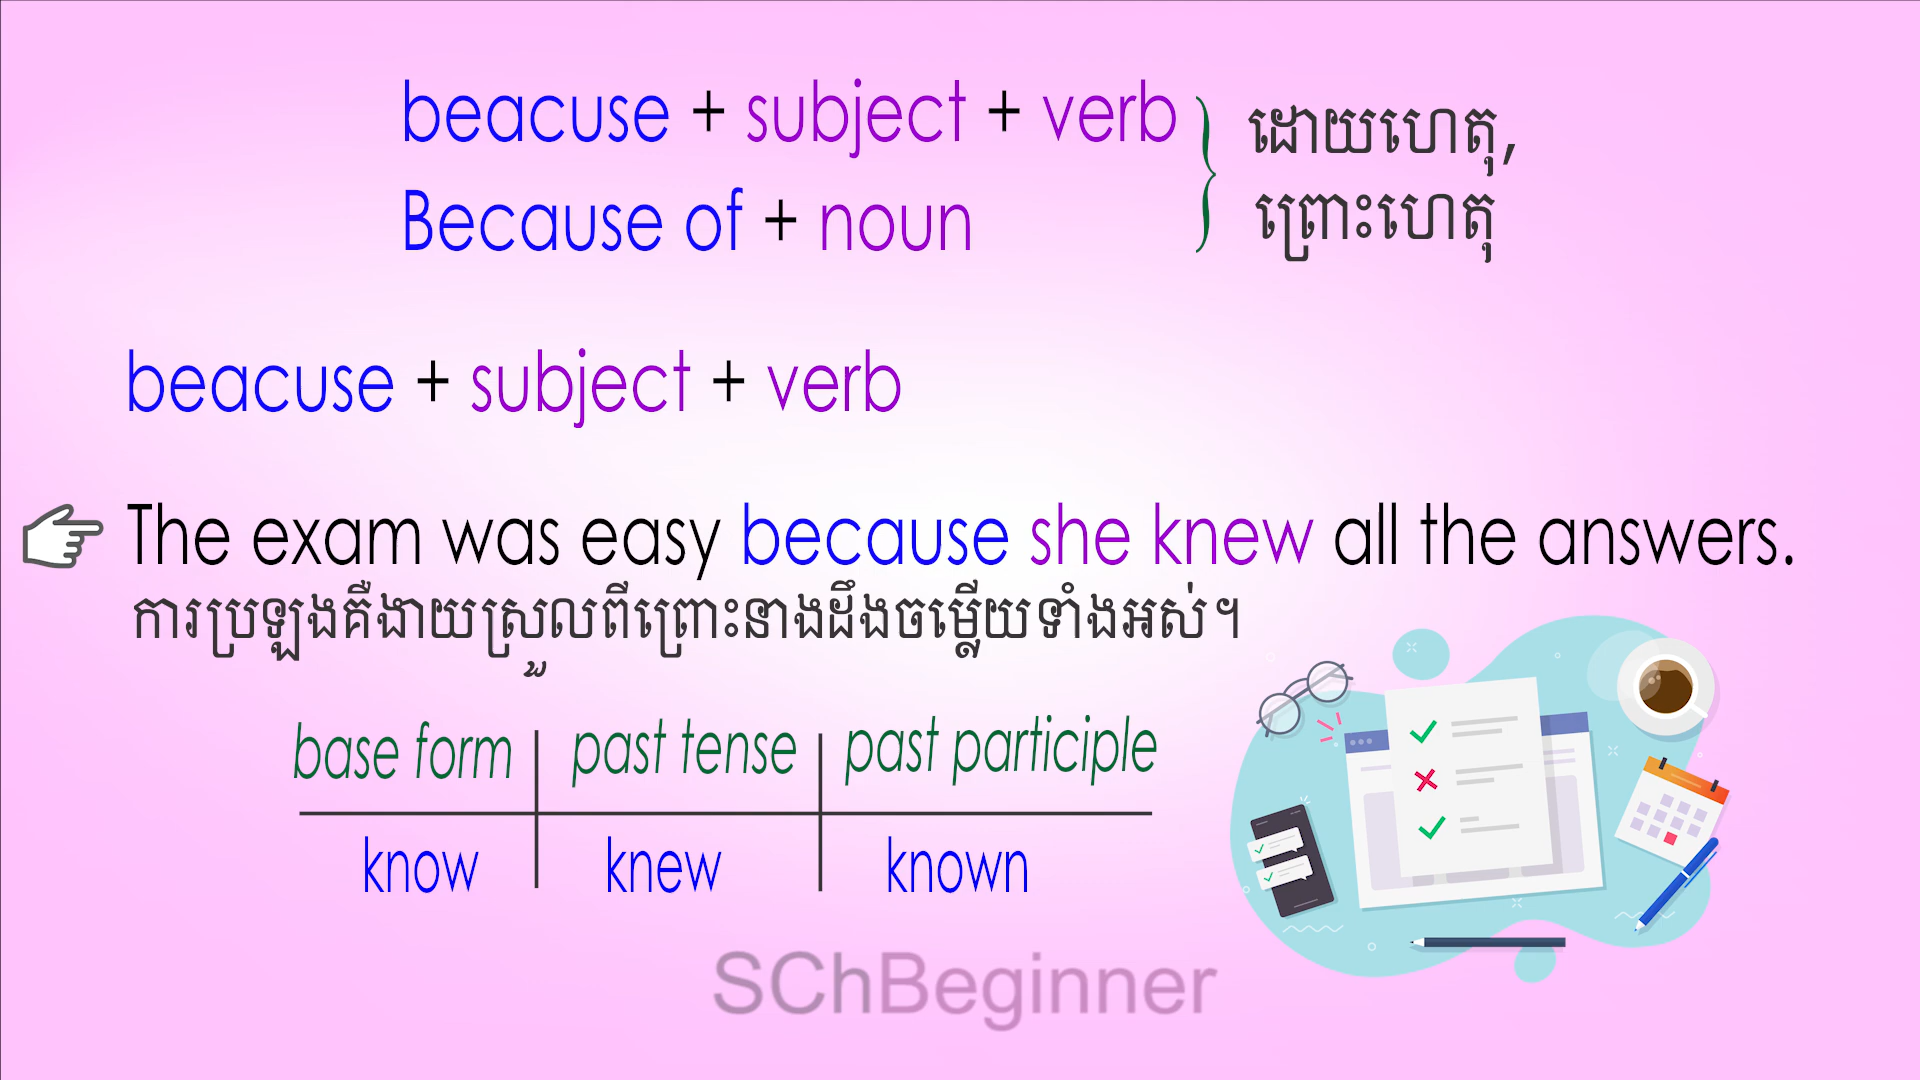 beacuse + subject + verb
ដោយហេតុ,
Because of + noun
ព្រោះហេតុ
beacuse + subject + verb
The exam was easy because she knew all the answers.
ការប្រឡងគឺងាយស្រួលពីព្រោះនាងដឹងចម្លើយទាំងអស់។
base form past tense past participle
know knew known
SChBeginner